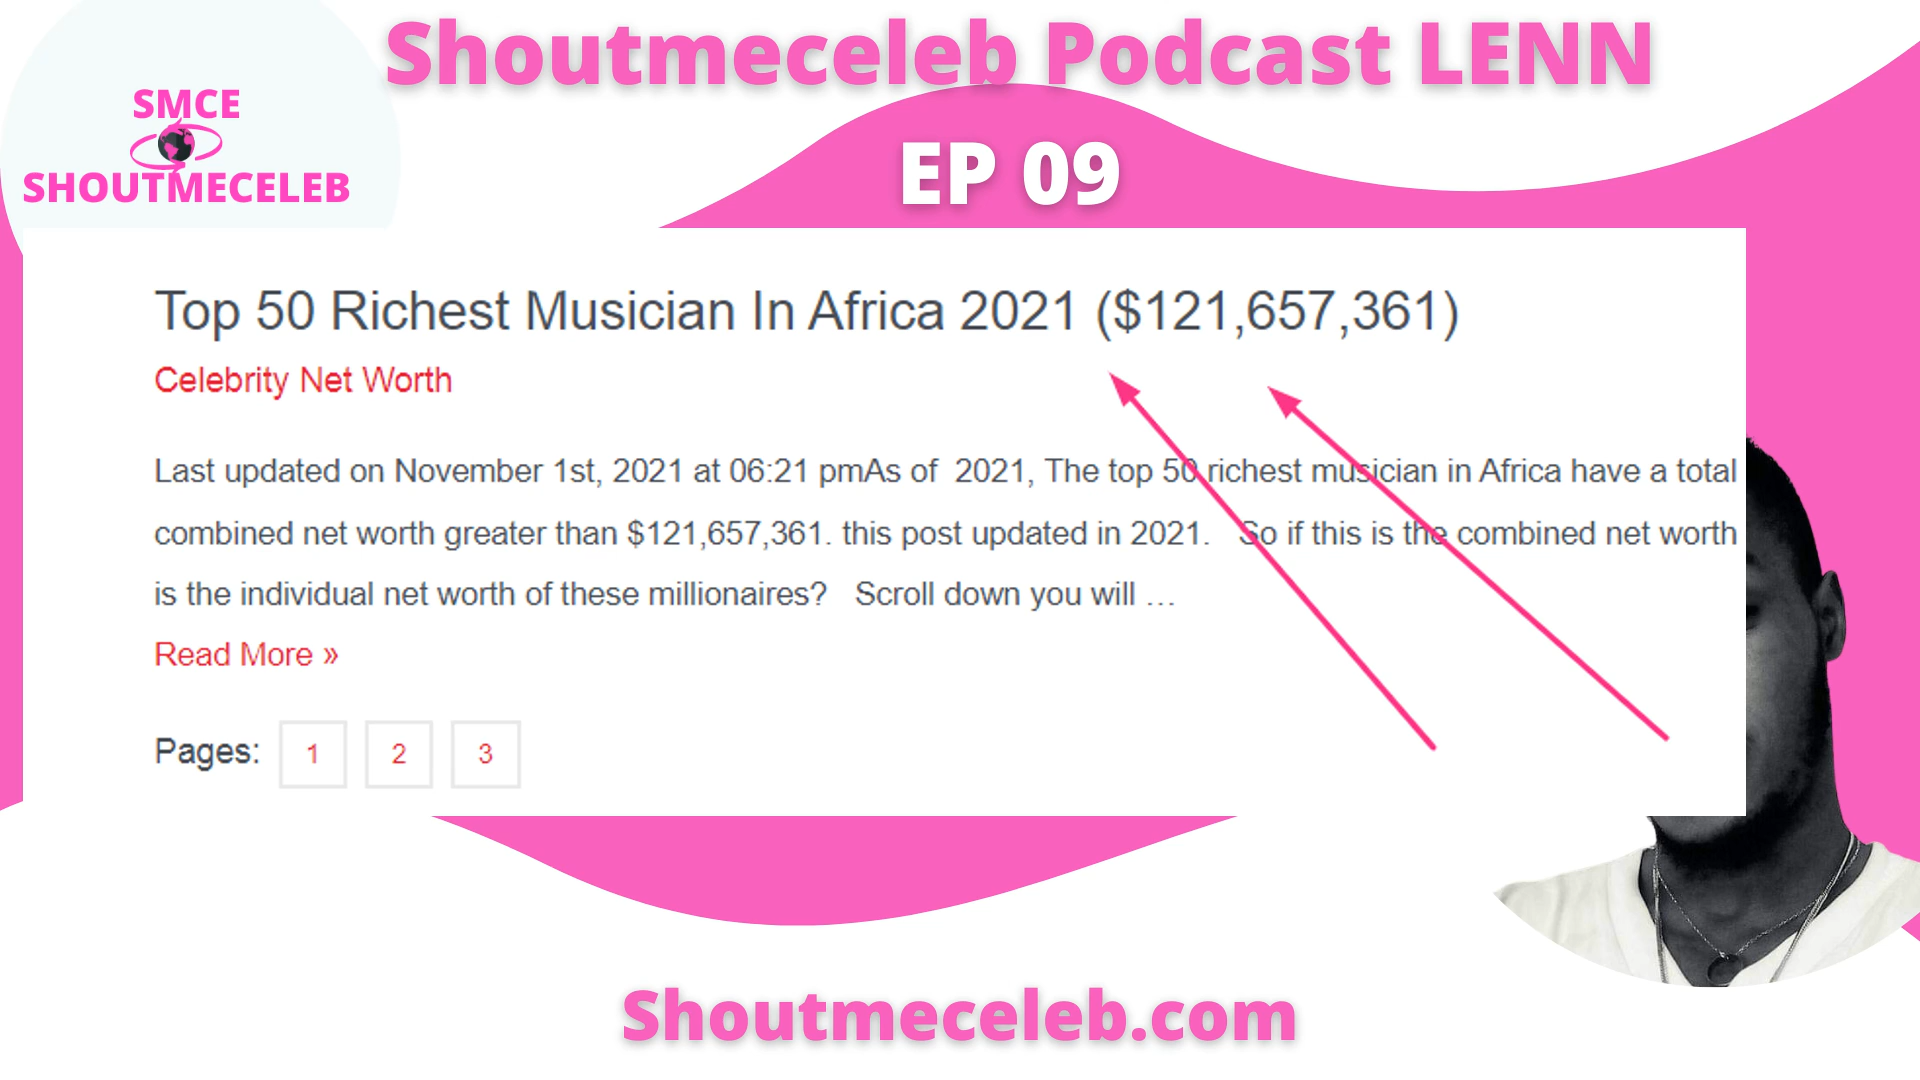 Shoutmeceleb Podcast LENN
SMCE
SHOUTMECELEB
EP 09
Top 50 Richest Musician In Africa 2021 ($121,657,361)
Celebrity Net Worth
Last updated on November 1st, 2021 at 06:21 pmAs of  2021, The top 50 richest musician in Africa have a total
combined net worth greater than $121,657,361. this post updated in 2021.   So if this is the combined net worth
is the individual net worth of these millionaires?   Scroll down you will …
Read More »
Pages: 1 2 3
Shoutmeceleb.com